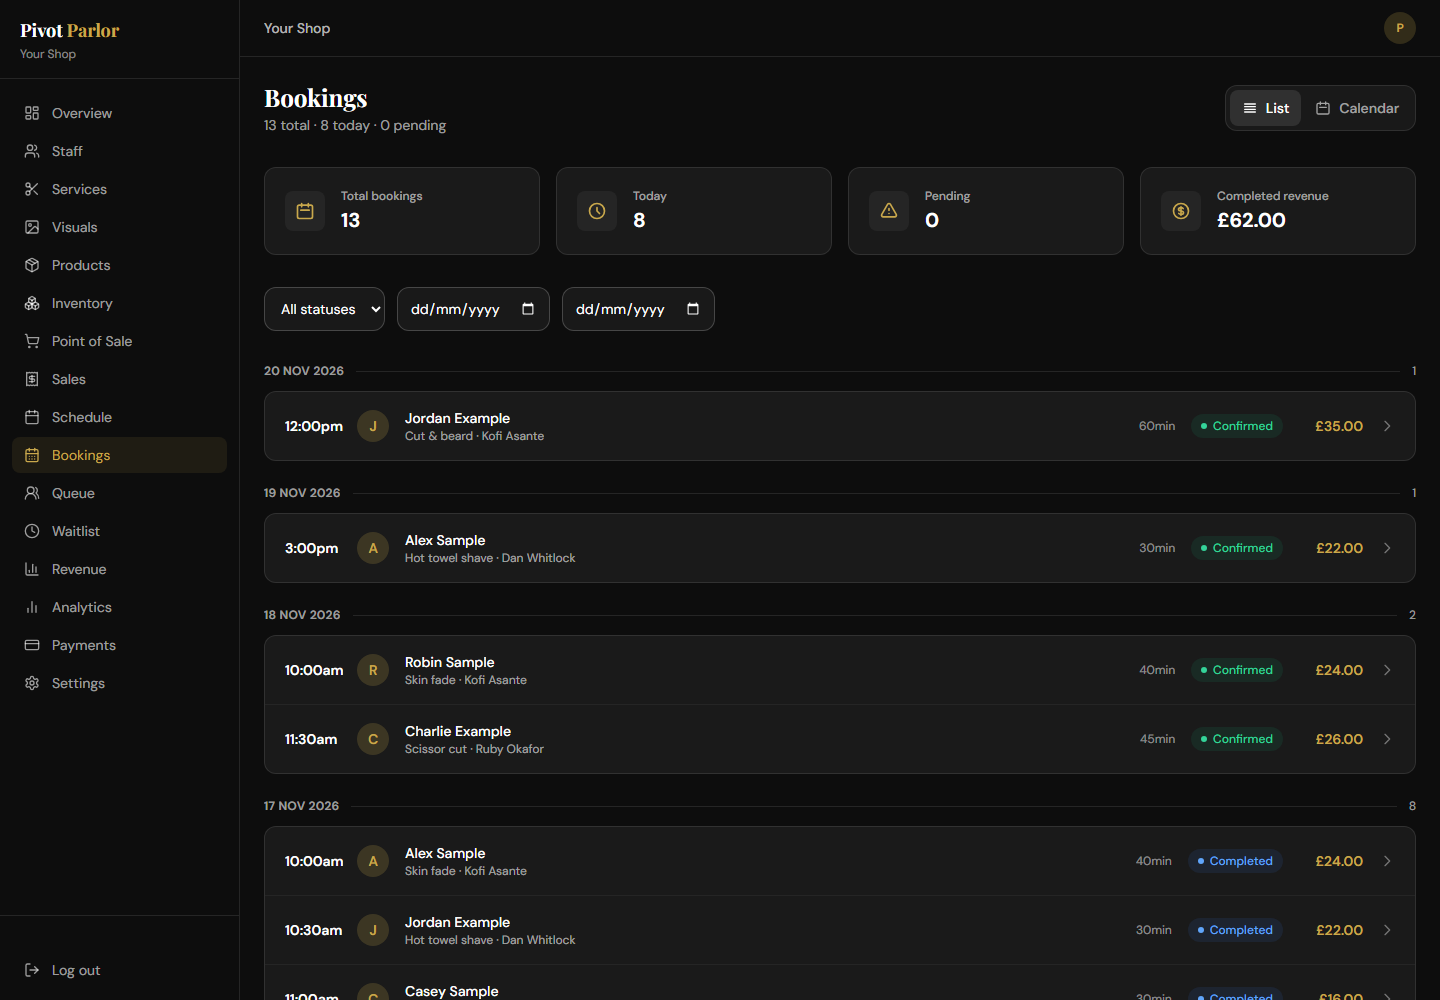 Pivot Parlor
Your Shop
Overview
Staff
Services
Visuals
Products
Inventory
Point of Sale
Sales
Schedule
Bookings
Queue
Waitlist
Revenue
Analytics
Payments
Settings
Log out
Your Shop
P
Bookings
13 total · 8 today · 0 pending
List
Calendar
Total bookings
13
Today
8
Pending
0
Completed revenue
£62.00
All statuses
dd/mm/yyyy
dd/mm/yyyy
20 NOV 2026
1
12:00pm
J
Jordan Example
Cut & beard · Kofi Asante
60min
Confirmed
£35.00
19 NOV 2026
1
3:00pm
A
Alex Sample
Hot towel shave · Dan Whitlock
30min
Confirmed
£22.00
18 NOV 2026
2
10:00am
R
Robin Sample
Skin fade · Kofi Asante
40min
Confirmed
£24.00
11:30am
C
Charlie Example
Scissor cut · Ruby Okafor
45min
Confirmed
£26.00
17 NOV 2026
8
10:00am
A
Alex Sample
Skin fade · Kofi Asante
40min
Completed
£24.00
10:30am
J
Jordan Example
Hot towel shave · Dan Whitlock
30min
Completed
£22.00
11:00am
C
Casey Sample
30min
Completed
£16.00